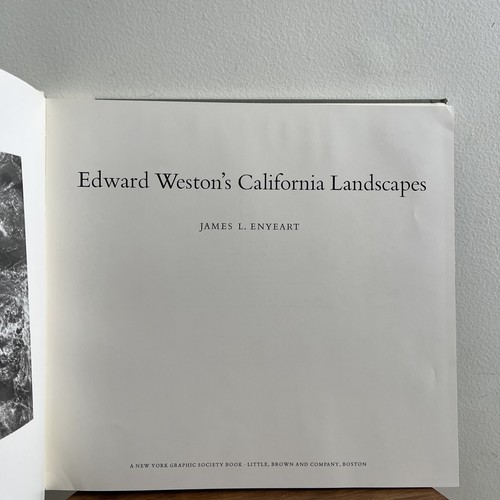 Edward Weston's California Landscapes
JAMES L. ENYEART
A NEW YORK GRAPHIC SOCIETY BOOK · LITTLE, BROWN AND COMPANY, BOSTON